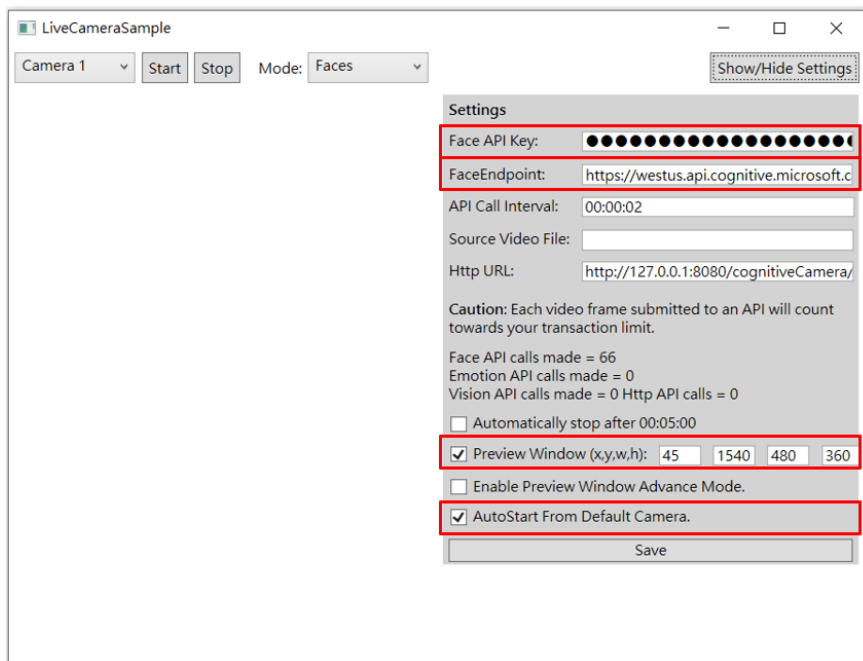 LiveCameraSample
Camera 1 Start Stop Mode: Faces Show/Hide Settings
Settings
Face API Key: ●●●●●●●●●●●●●●●●●●●
FaceEndpoint: https://westus.api.cognitive.microsoft.c
API Call Interval: 00:00:02
Source Video File:
Http URL: http://127.0.0.1:8080/cognitiveCamera/
Caution: Each video frame submitted to an API will count
towards your transaction limit.
Face API calls made = 66
Emotion API calls made = 0
Vision API calls made = 0 Http API calls = 0
Automatically stop after 00:05:00
Preview Window (x,y,w,h): 45 1540 480 360
Enable Preview Window Advance Mode.
AutoStart From Default Camera.
Save